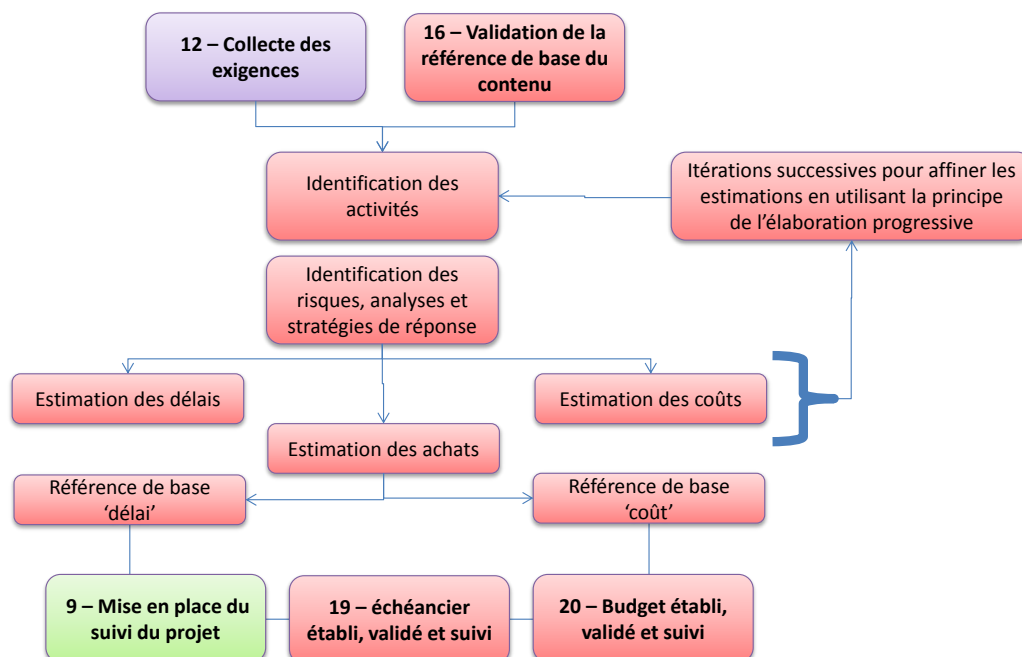 12 – Collecte des
exigences
16 – Validation de la
référence de base du
contenu
Identification des
activités
Itérations successives pour affiner les
estimations en utilisant la principe
de l’élaboration progressive
Identification des
risques, analyses et
stratégies de réponse
Estimation des délais
Estimation des coûts
Estimation des achats
Référence de base
‘délai’
Référence de base
‘coût’
9 – Mise en place du
suivi du projet
19 – échéancier
établi, validé et suivi
20 – Budget établi,
validé et suivi